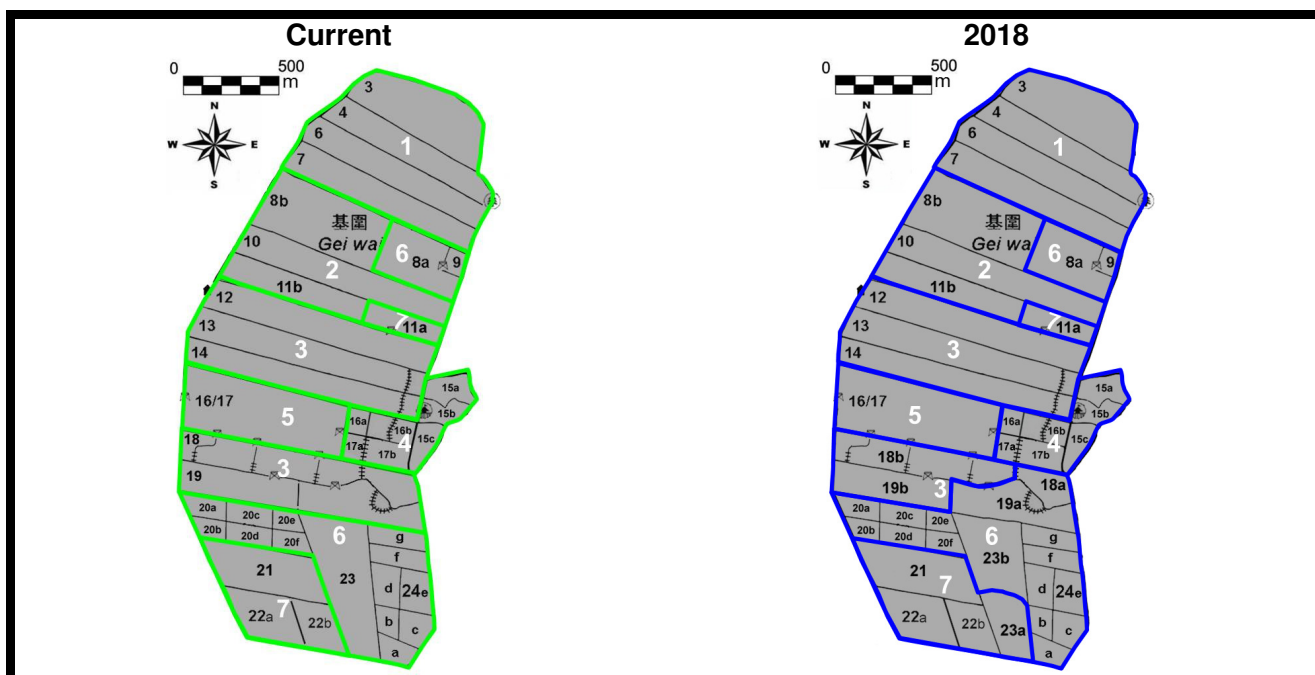 Current
0 500
m
N
W E
S
3
4
6
1
7
8b
基圍
Gei wai
6
8a 9
10
2
11b
7
11a
12
13
3
14
15a
16/17
5
16a
15b
16b
15c
4
17a
17b
18
3
19
20a 20c 20e
20b 20d 20f
6
g
f
21
23
d 24e
7
22a 22b
b
c
a
2018
0 500
m
N
W E
S
3
4
6
1
7
8b
基圍
Gei wai
6
8a 9
10
2
11b
7
11a
12
13
3
14
15a
16/17
5
16a
15b
16b
15c
4
17a
17b
18b
18a
19b
3
19a
20a 20c 20e
20b 20d 20f
6
g
f
23b
21
7
d 24e
22a 22b
23a
b
c
a